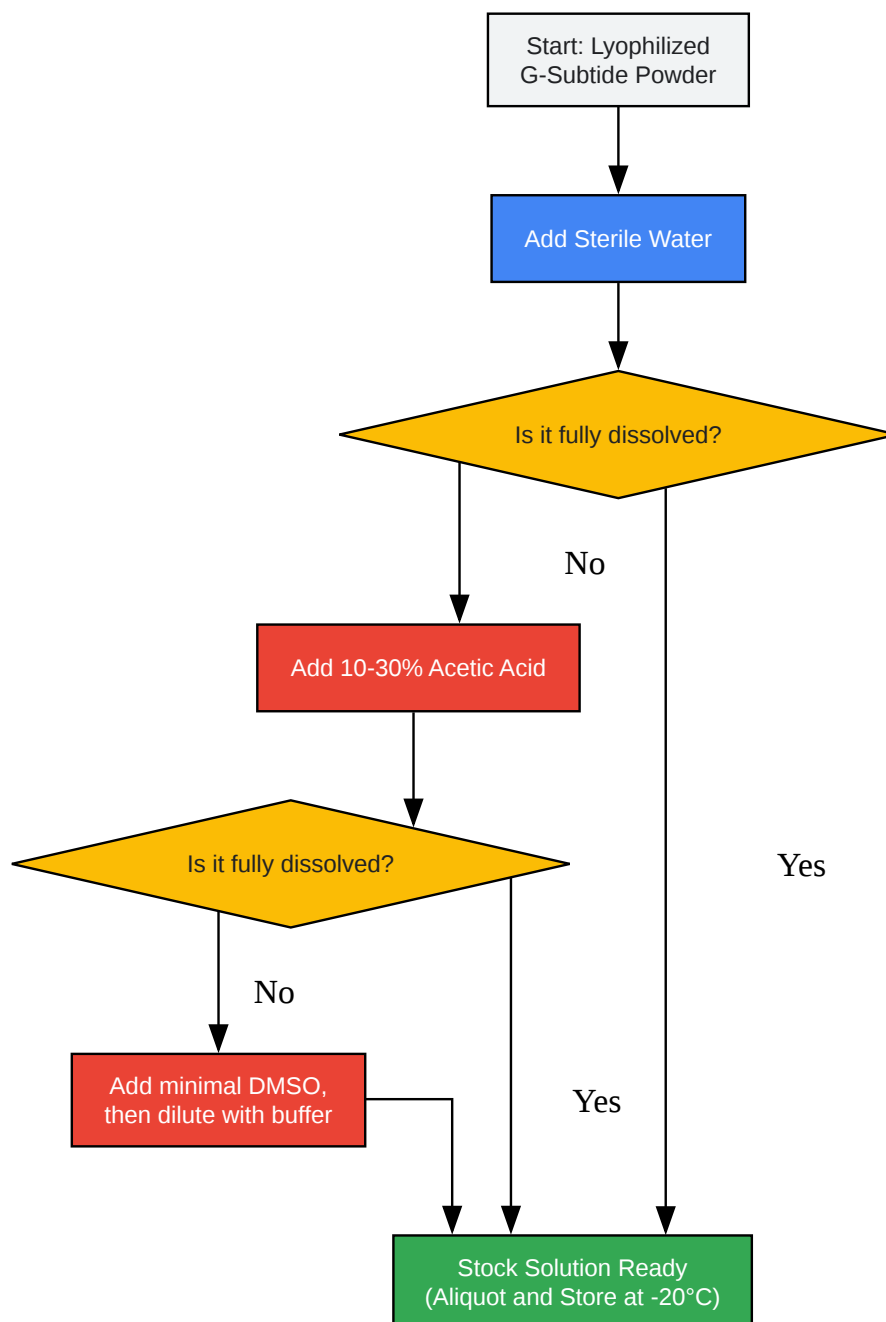 Start: Lyophilized
G-Subtide Powder
Add Sterile Water
Is it fully dissolved?
No
Add 10-30% Acetic Acid
Yes
Is it fully dissolved?
No
Add minimal DMSO,
then dilute with buffer
Yes
Stock Solution Ready
(Aliquot and Store at -20°C)